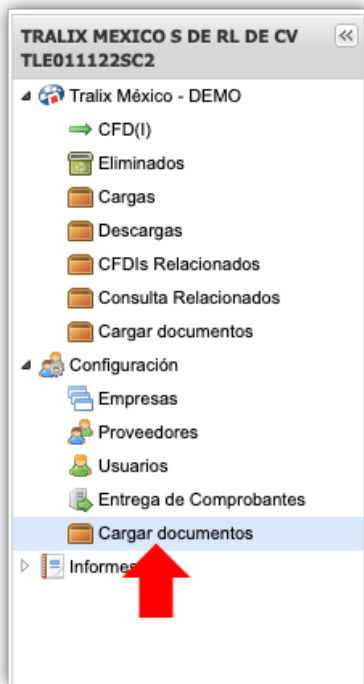 TRALIX MEXICO S DE RL DE CV
TLE011122SC2
Tralix México - DEMO
CFD(I)
Eliminados
Cargas
Descargas
CFDIs Relacionados
Consulta Relacionados
Cargar documentos
Configuración
Empresas
Proveedores
Usuarios
Entrega de Comprobantes
Cargar documentos
Informes